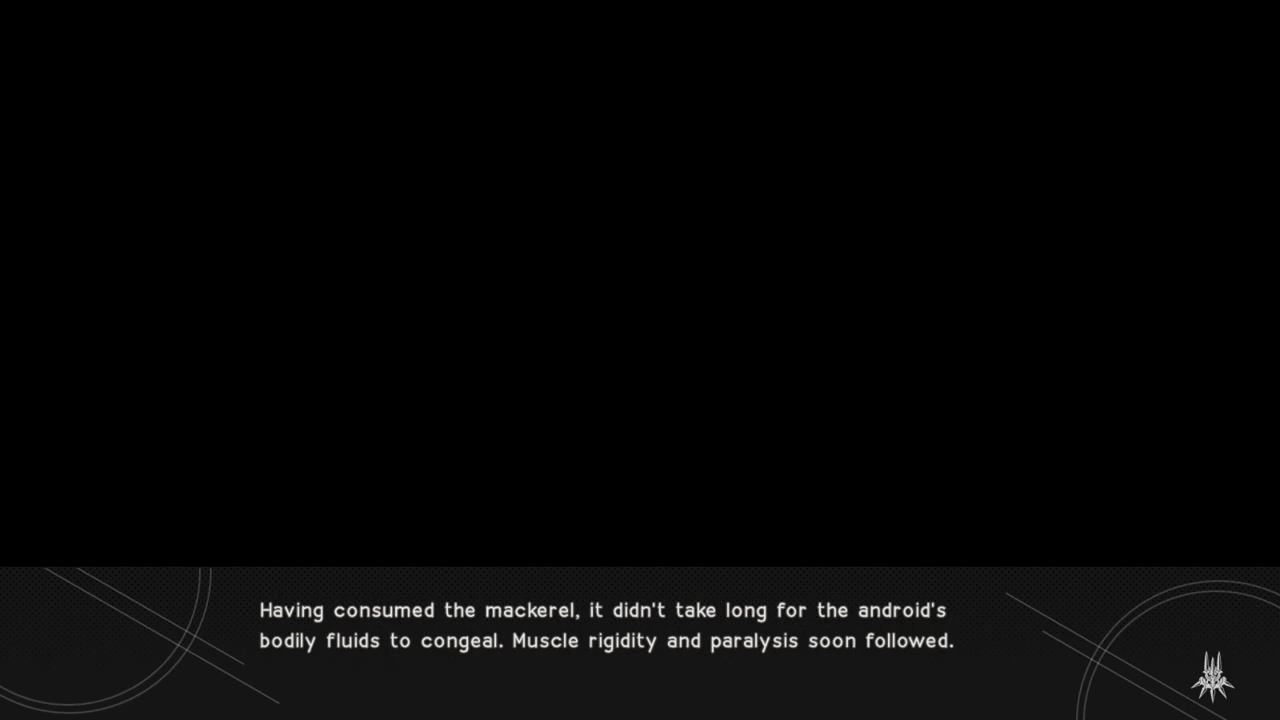 Having consumed the mackerel, it didn't take long for the android's
bodily fluids to congeal. Muscle rigidity and paralysis soon followed.